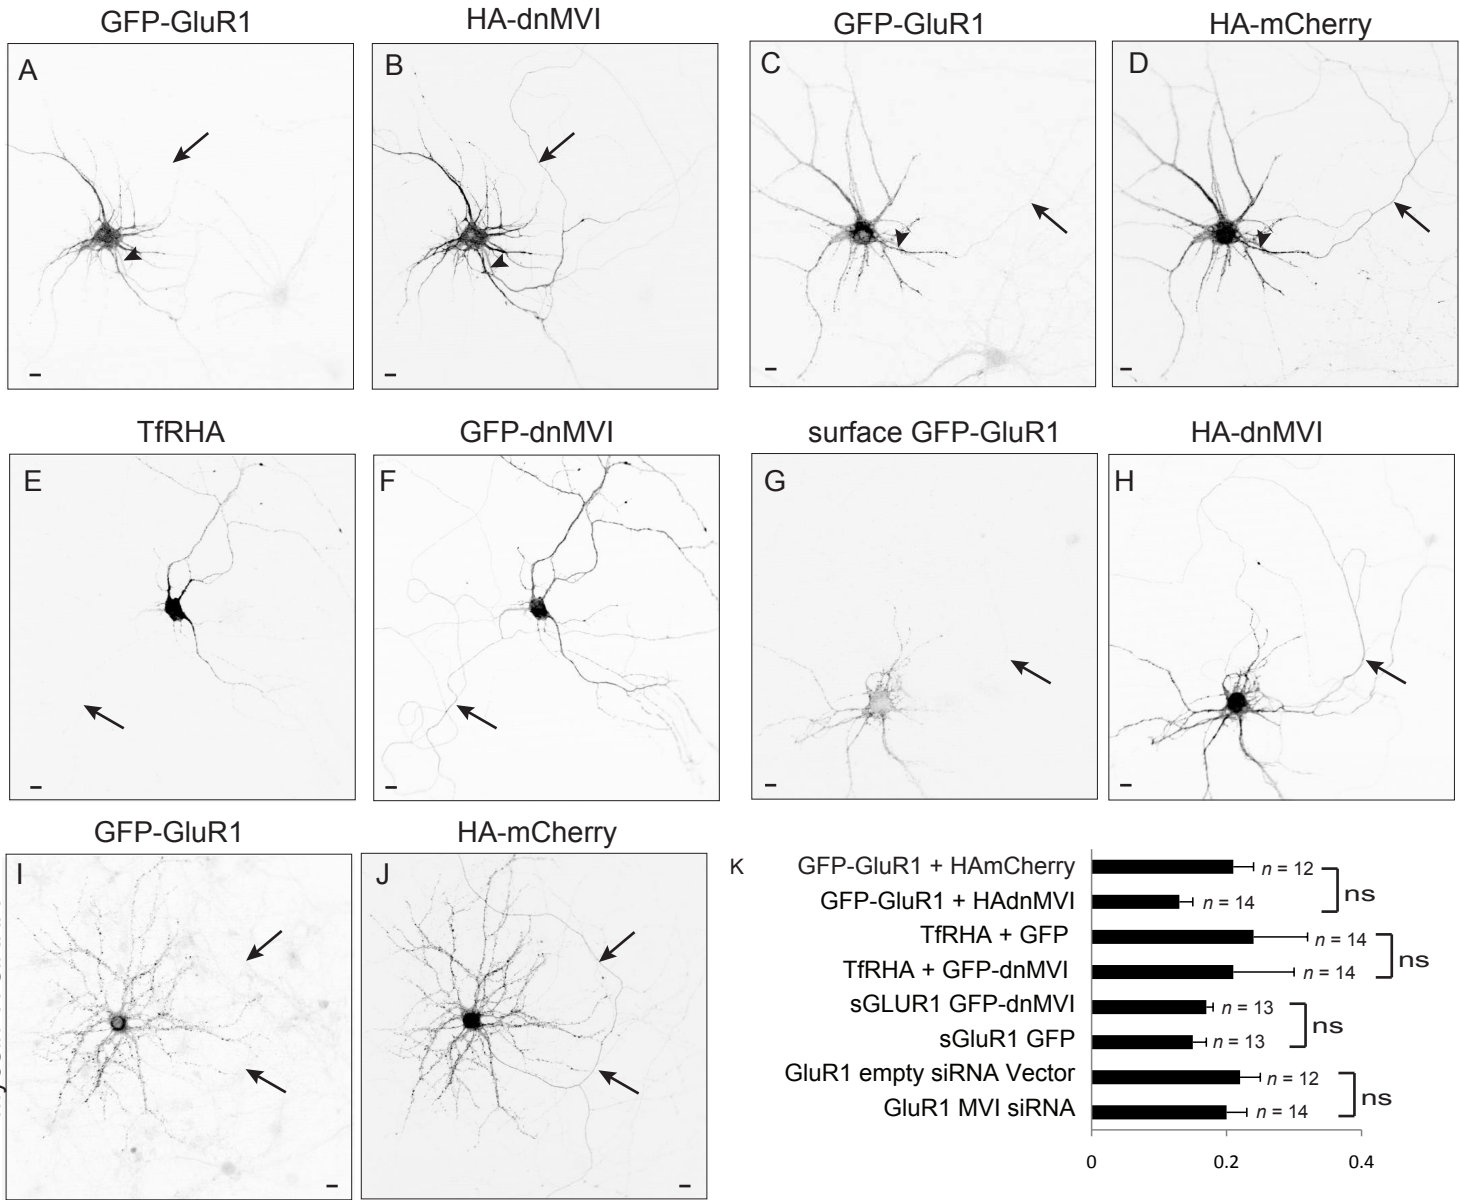 GFP-GluR1
HA-dnMVI
GFP-GluR1
HA-mCherry
A
B
C
D
TfRHA
GFP-dnMVI
surface GFP-GluR1
HA-dnMVI
E
F
G
H
GFP-GluR1
HA-mCherry
I
J
K
GFP-GluR1 + HAmCherry
n = 12
GFP-GluR1 + HAdnMVI
n = 14
ns
TfRHA + GFP
n = 14
TfRHA + GFP-dnMVI
n = 14
ns
sGLUR1 GFP-dnMVI
n = 13
sGluR1 GFP
n = 13
ns
GluR1 empty siRNA Vector
n = 12
GluR1 MVI siRNA
n = 14
ns
0
0.2
0.4